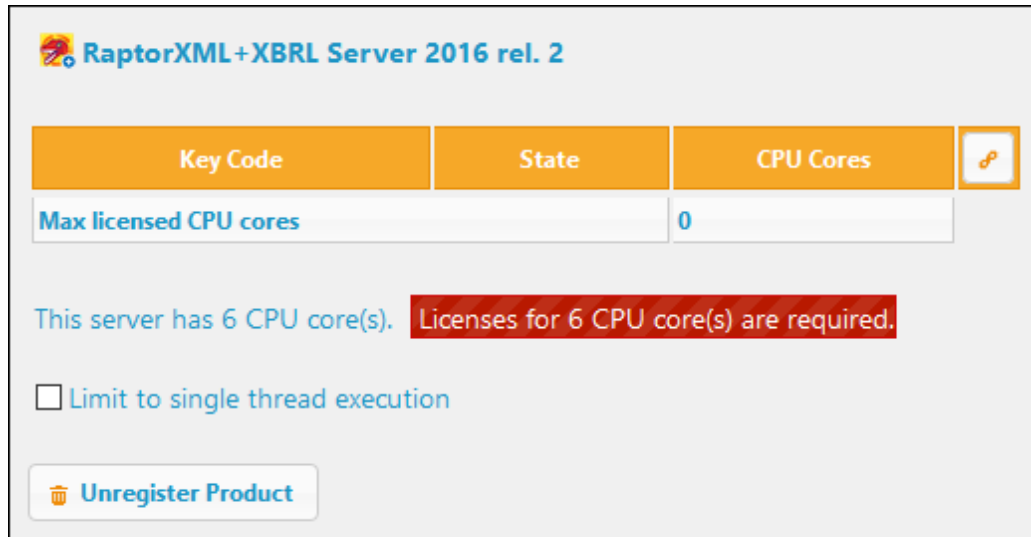 RaptorXML+XBRL Server 2016 rel. 2
Key Code State CPU Cores
Max licensed CPU cores 0
This server has 6 CPU core(s). Licenses for 6 CPU core(s) are required.
Limit to single thread execution
Unregister Product